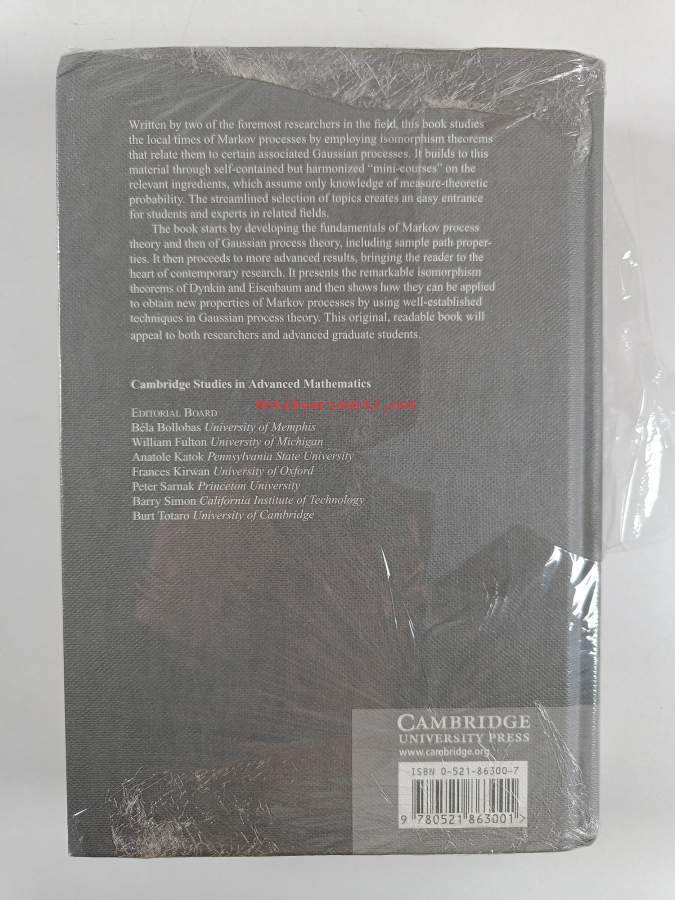 Written by two of the foremost researchers in the field, this book studies
the local times of Markov processes by employing isomorphism theorems
that relate them to certain associated Gaussian processes. It builds to this
material through self-contained but harmonized “mini-courses” on the
relevant ingredients, which assume only knowledge of measure-theoretic
probability. The streamlined selection of topics creates an easy entrance
for students and experts in related fields.
The book starts by developing the fundamentals of Markov process
theory and then of Gaussian process theory, including sample path proper-
ties. It then proceeds to more advanced results, bringing the reader to the
heart of contemporary research. It presents the remarkable isomorphism
theorems of Dynkin and Eisenbaum and then shows how they can be applied
to obtain new properties of Markov processes by using well-established
techniques in Gaussian process theory. This original, readable book will
appeal to both researchers and advanced graduate students.
Cambridge Studies in Advanced Mathematics
EDITORIAL BOARD
Béla Bollobas University of Memphis
William Fulton University of Michigan
Anatole Katok Pennsylvania State University
Frances Kirwan University of Oxford
Peter Sarnak Princeton University
Barry Simon California Institute of Technology
Burt Totaro University of Cambridge
CAMBRIDGE
UNIVERSITY PRESS
www.cambridge.org
ISBN 0-521-86300-7
9 780521 863001 >